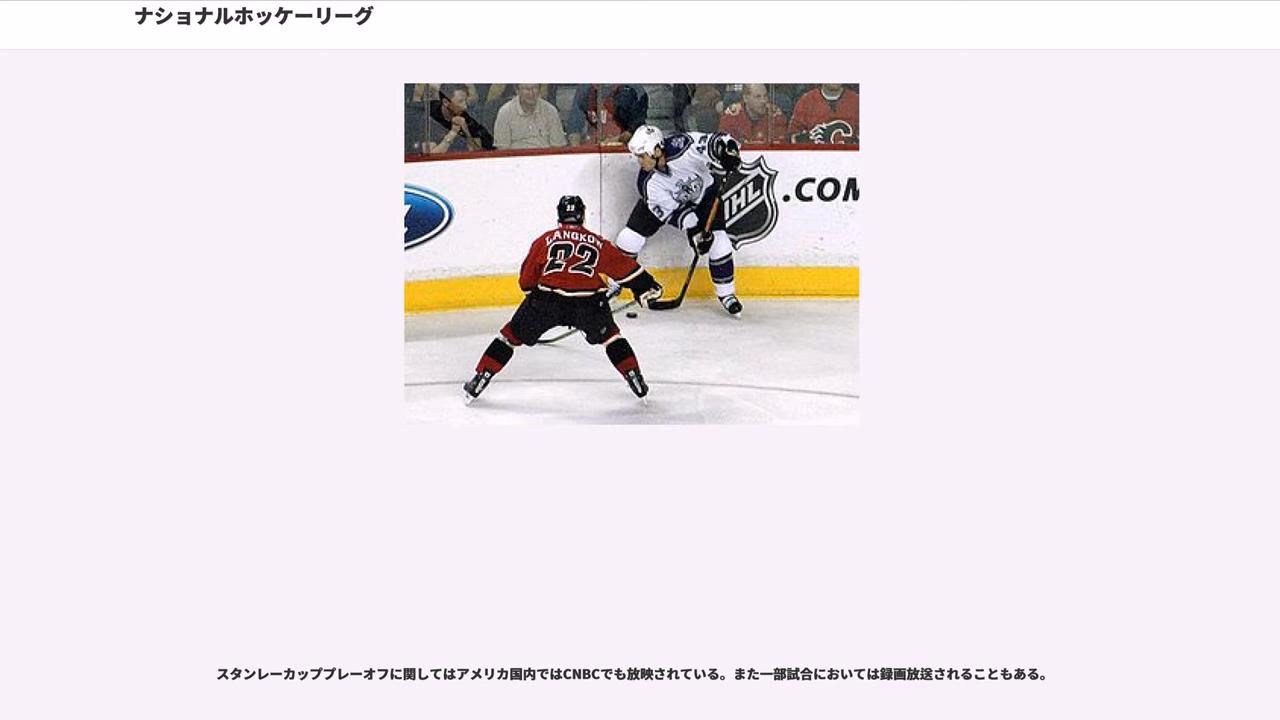 ナショナルホッケーリーグ
.COM
NHL
LANGKOW
22
43
スタンレーカッププレーオフに関してはアメリカ国内ではCNBCでも放映されている。また一部試合においては録画放送されることもある。